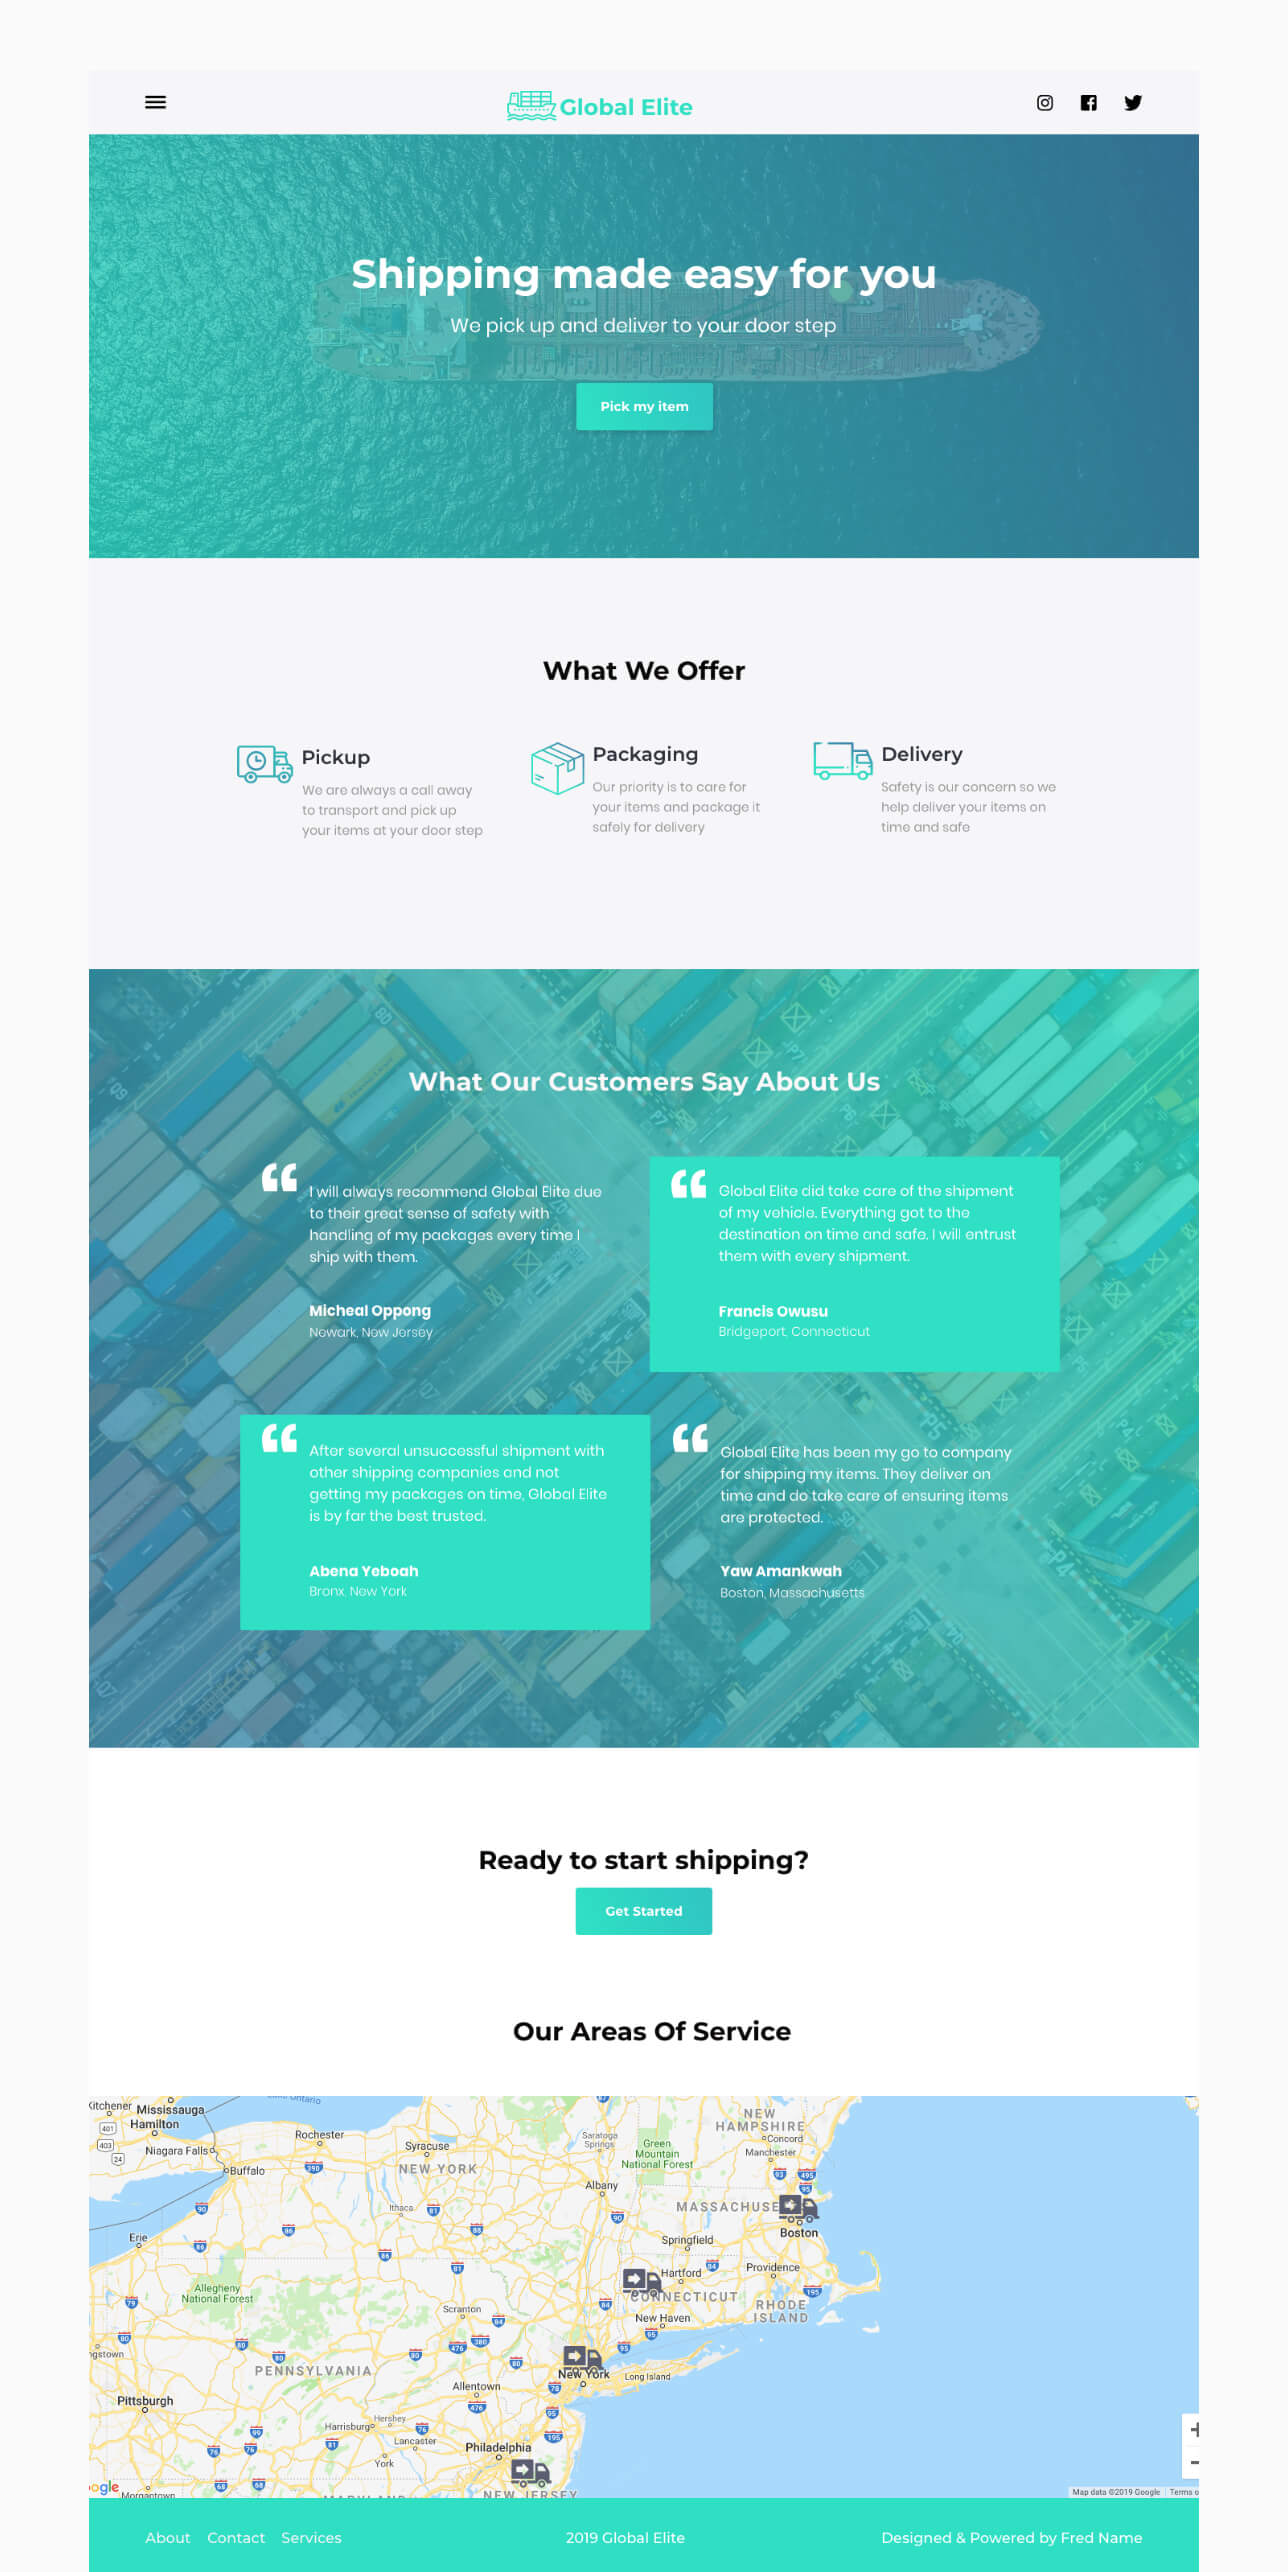 Global Elite
Shipping made easy for you
We pick up and deliver to your door step
Pick my item
What We Offer
Pickup
We are always a call away
to transport and pick up
your items at your door step
Packaging
Our priority is to care for
your items and package it
safely for delivery
Delivery
Safety is our concern so we
help deliver your items on
time and safe
What Our Customers Say About Us
I will always recommend Global Elite due
to their great sense of safety with
handling of my packages every time I
ship with them.
Micheal Oppong
Newark, New Jersey
Global Elite did take care of the shipment
of my vehicle. Everything got to the
destination on time and safe. I will entrust
them with every shipment.
Francis Owusu
Bridgeport, Connecticut
After several unsuccessful shipment with
other shipping companies and not
getting my packages on time, Global Elite
is by far the best trusted.
Abena Yeboah
Bronx, New York
Global Elite has been my go to company
for shipping my items. They deliver on
time and do take care of ensuring items
are protected.
Yaw Amankwah
Boston, Massachusetts
Ready to start shipping?
Get Started
Our Areas Of Service
Kitchener
Mississauga
Hamilton
Niagara Falls
Buffalo
Rochester
Syracuse
NEW YORK
Ithaca
Saratoga
Springs
Green
Mountain
National Forest
NEW
HAMPSHIRE
Concord
Manchester
Albany
MASSACHUSE
Boston
Springfield
Erie
Hartford
Providence
CONNECTICUT
RHODE
ISLAND
Allegheny
National Forest
Scranton
New Haven
PENNSYLVANIA
New York
Long Island
Allentown
Pittsburgh
Hershey
Harrisburg
Lancaster
York
Philadelphia
NEW JERSEY
MARYLAND
Morgantown
Map data ©2019 Google
Terms o
About Contact Services
2019 Global Elite
Designed & Powered by Fred Name